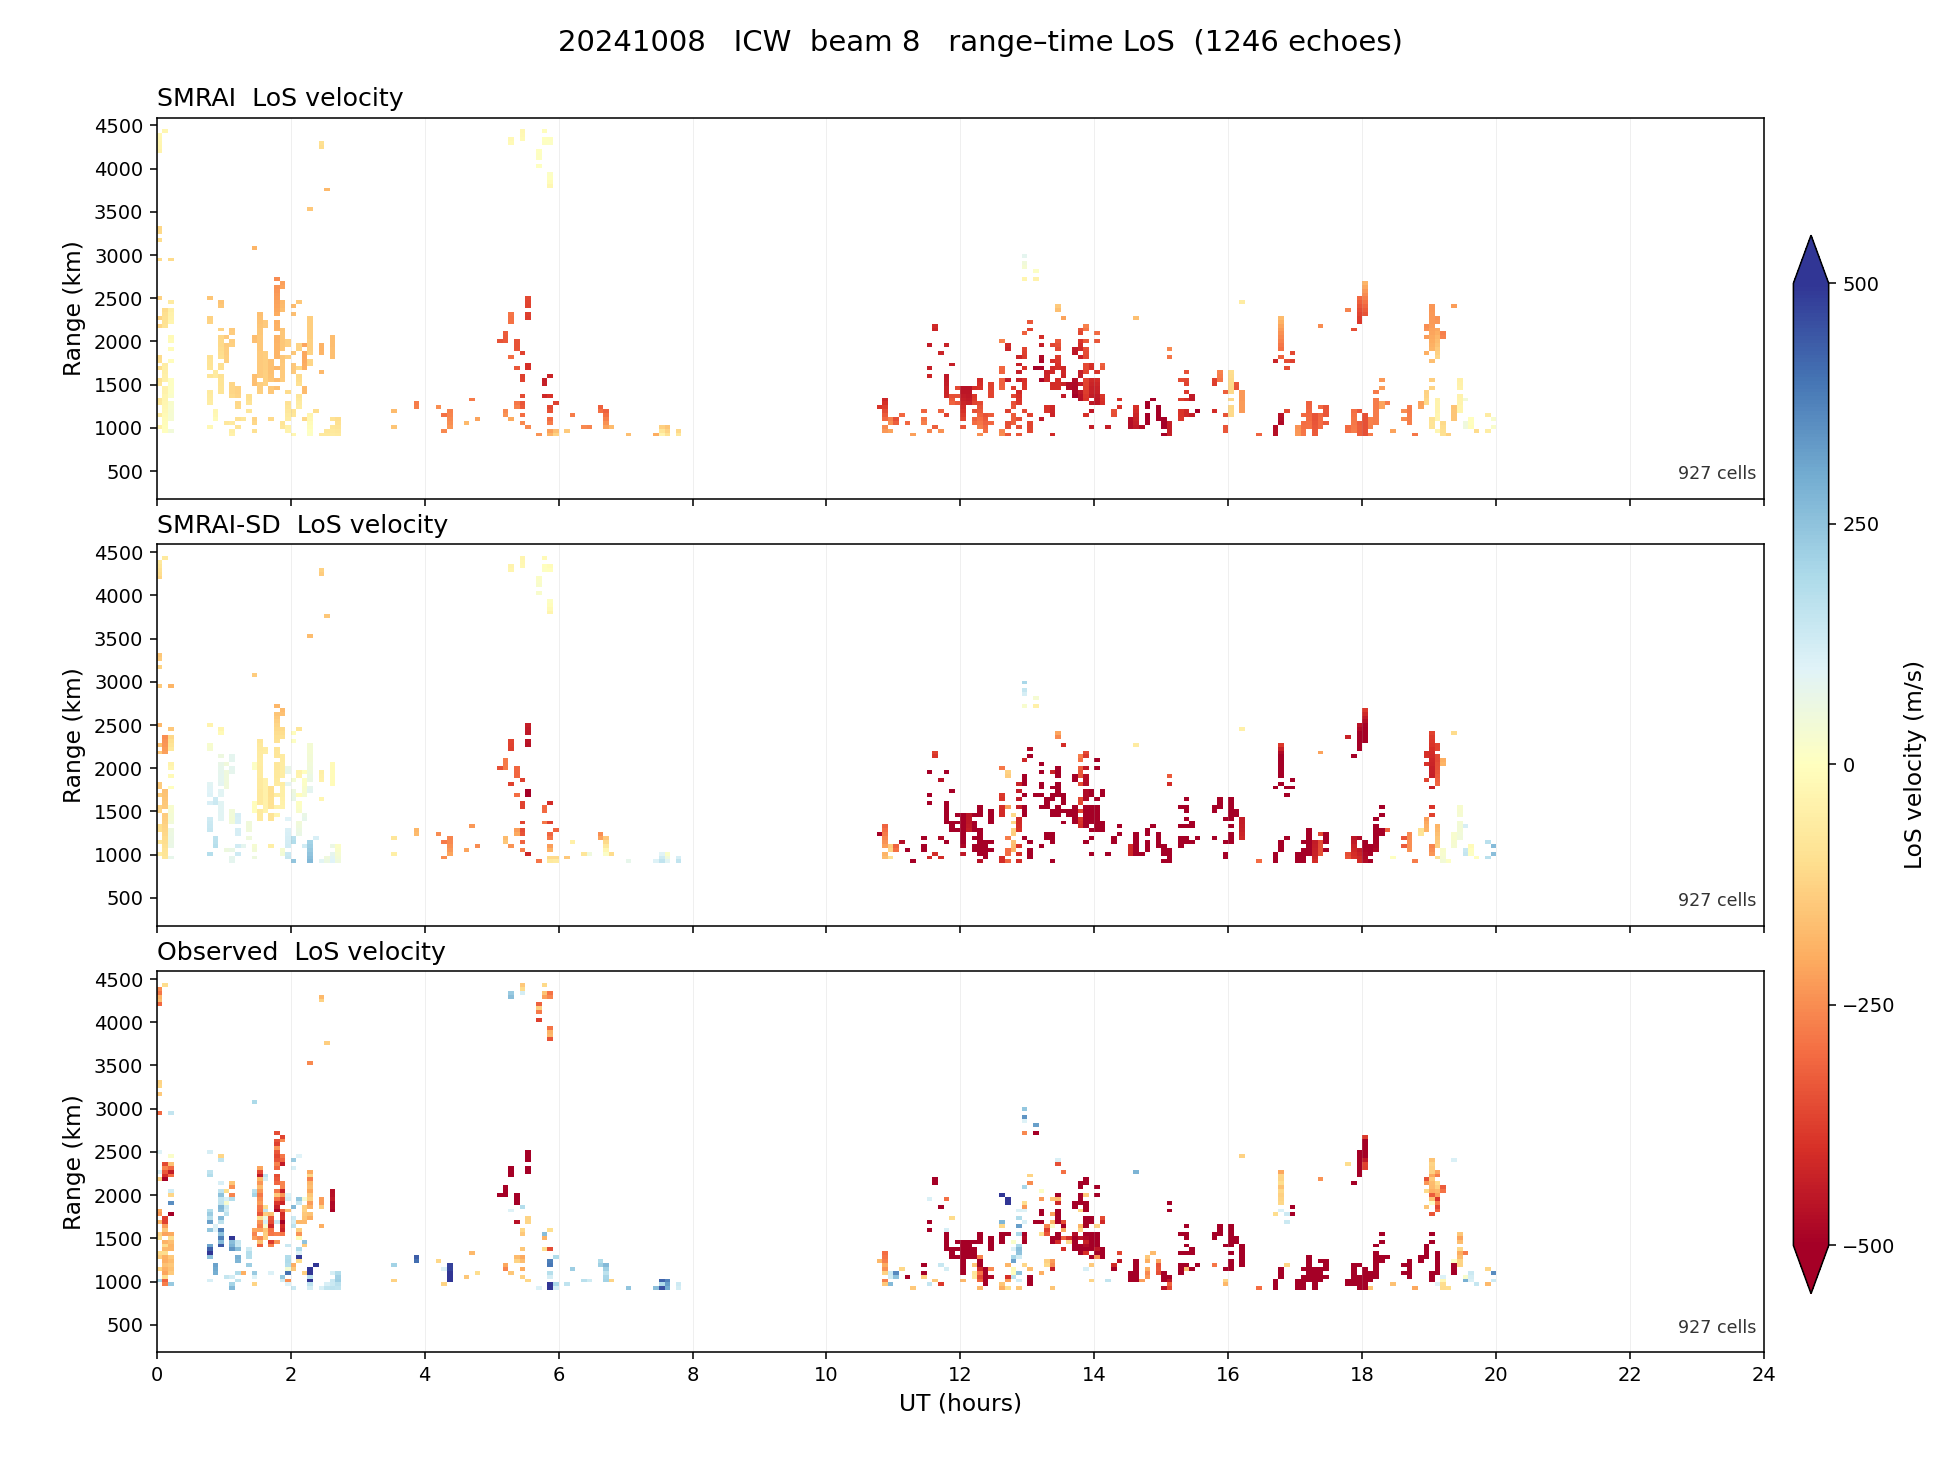 20241008   ICW  beam 8   range–time LoS  (1246 echoes)
SMRAI  LoS velocity
4500
4000
3500
3000
2500
2000
1500
1000
500
Range (km)
927 cells
SMRAI-SD  LoS velocity
4500
4000
3500
3000
2500
2000
1500
1000
500
Range (km)
927 cells
Observed  LoS velocity
4500
4000
3500
3000
2500
2000
1500
1000
500
Range (km)
927 cells
0 2 4 6 8 10 12 14 16 18 20 22 24
UT (hours)
500
250
0
−250
−500
LoS velocity (m/s)